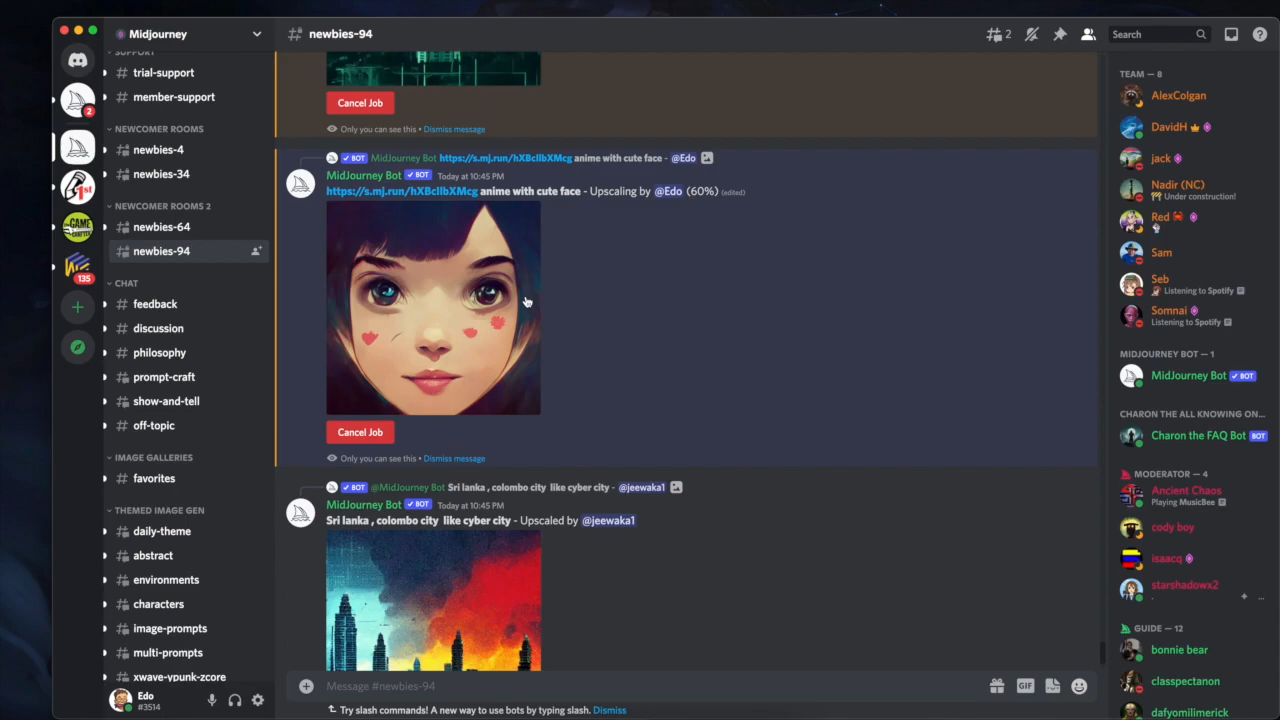 Midjourney
SUPPORT
trial-support
member-support
NEWCOMER ROOMS
newbies-4
newbies-34
NEWCOMER ROOMS 2
newbies-64
newbies-94
CHAT
feedback
discussion
philosophy
prompt-craft
show-and-tell
off-topic
IMAGE GALLERIES
favorites
THEMED IMAGE GEN
daily-theme
abstract
environments
characters
image-prompts
multi-prompts
xwave-ypunk-zcore
Edo
#3514
2
1st
THE GAME CRAFTER
135
newbies-94
2
Search
Cancel Job
Only you can see this • Dismiss message
BOT MidJourney Bot https://s.mj.run/hXBcIlbXMcg anime with cute face - @Edo
MidJourney Bot BOT Today at 10:45 PM
https://s.mj.run/hXBcIlbXMcg anime with cute face - Upscaling by @Edo (60%) (edited)
Cancel Job
Only you can see this • Dismiss message
BOT @MidJourney Bot Sri lanka , colombo city like cyber city - @jeewaka1
MidJourney Bot BOT Today at 10:45 PM
Sri lanka , colombo city like cyber city - Upscaled by @jeewaka1
Message #newbies-94
GIF
Try slash commands! A new way to use bots by typing slash. Dismiss
TEAM — 8
AlexColgan
DavidH
jack
Nadir (NC)
Under construction!
Red
Sam
Seb
Listening to Spotify
Somnai
Listening to Spotify
MIDJOURNEY BOT — 1
MidJourney Bot BOT
CHARON THE ALL KNOWING ON...
Charon the FAQ Bot BOT
MODERATOR — 4
Ancient Chaos
Playing MusicBee
cody boy
isaacq
starshadowx2
GUIDE — 12
bonnie bear
classpectanon
dafyomilimerick